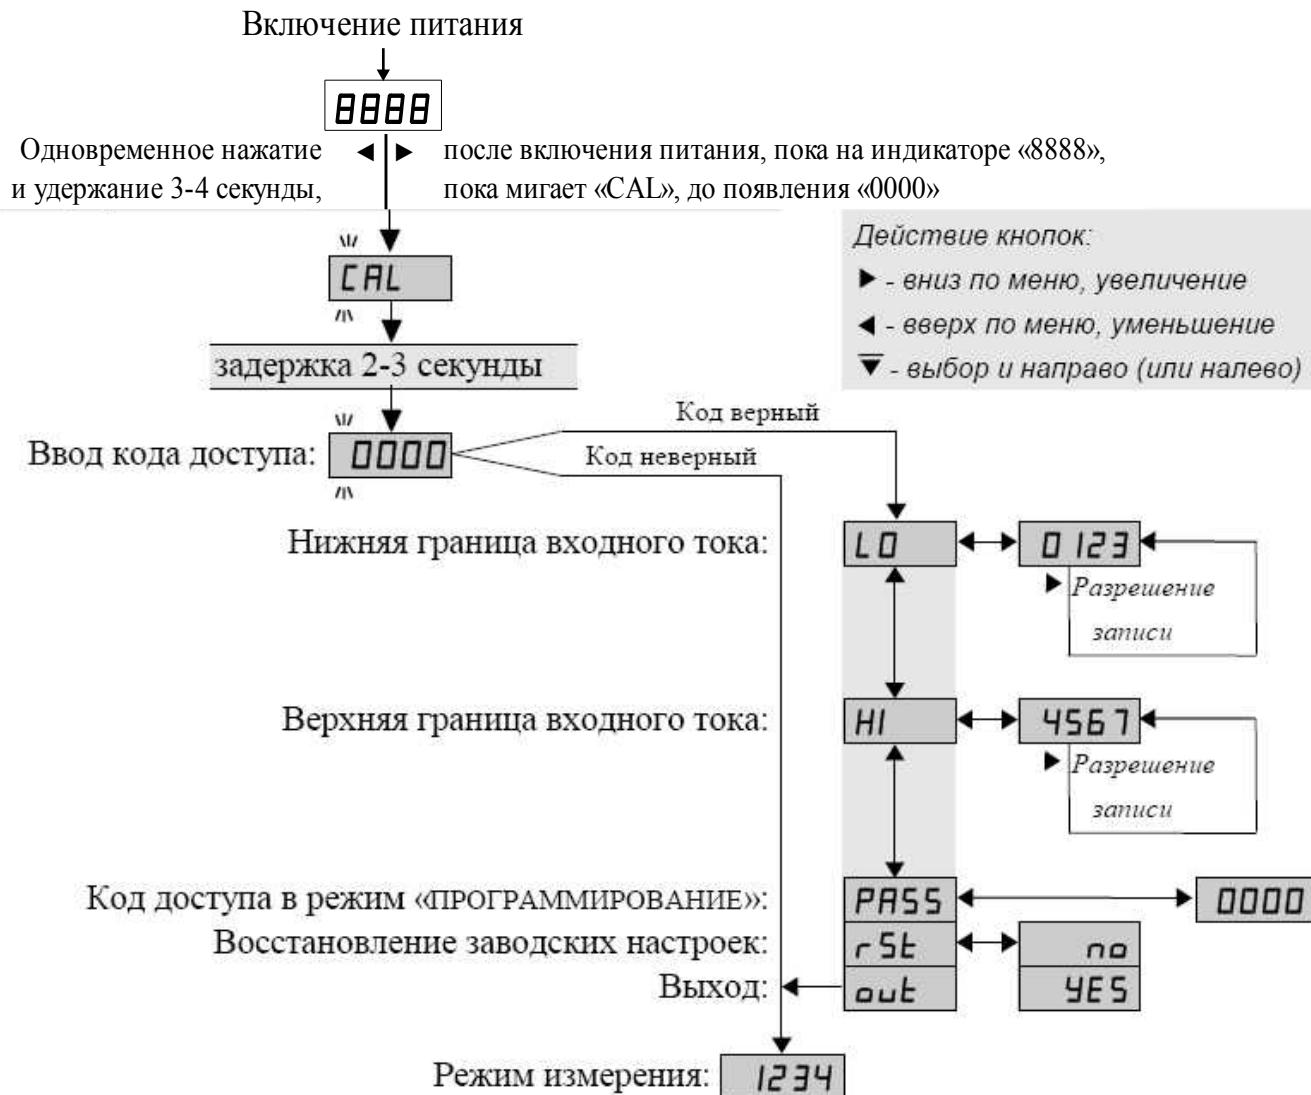 Включение питания
8888
Одновременное нажатие ◄ ► после включения питания, пока на индикаторе «8888»,
и удержание 3-4 секунды, пока мигает «CAL», до появления «0000»
Действие кнопок:
► - вниз по меню, увеличение
◄ - вверх по меню, уменьшение
▼ - выбор и направо (или налево)
CAL
задержка 2-3 секунды
Код верный
Ввод кода доступа: 0000
Код неверный
Нижняя граница входного тока: LO 0123
► Разрешение
записи
Верхняя граница входного тока: HI 4567
► Разрешение
записи
Код доступа в режим «ПРОГРАММИРОВАНИЕ»: PASS 0000
Восстановление заводских настроек: rSt no
Выход: out YES
Режим измерения: 1234